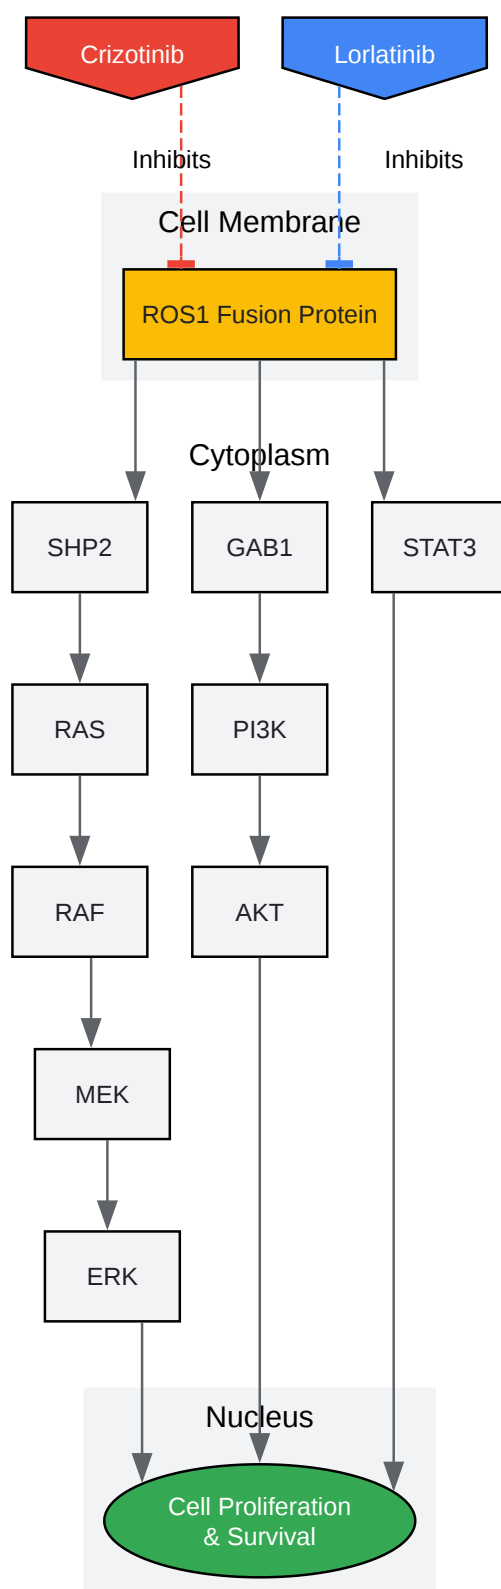 Crizotinib
Lorlatinib
Inhibits
Inhibits
Cell Membrane
ROS1 Fusion Protein
Cytoplasm
SHP2
GAB1
STAT3
RAS
PI3K
RAF
AKT
MEK
ERK
Nucleus
Cell Proliferation
& Survival